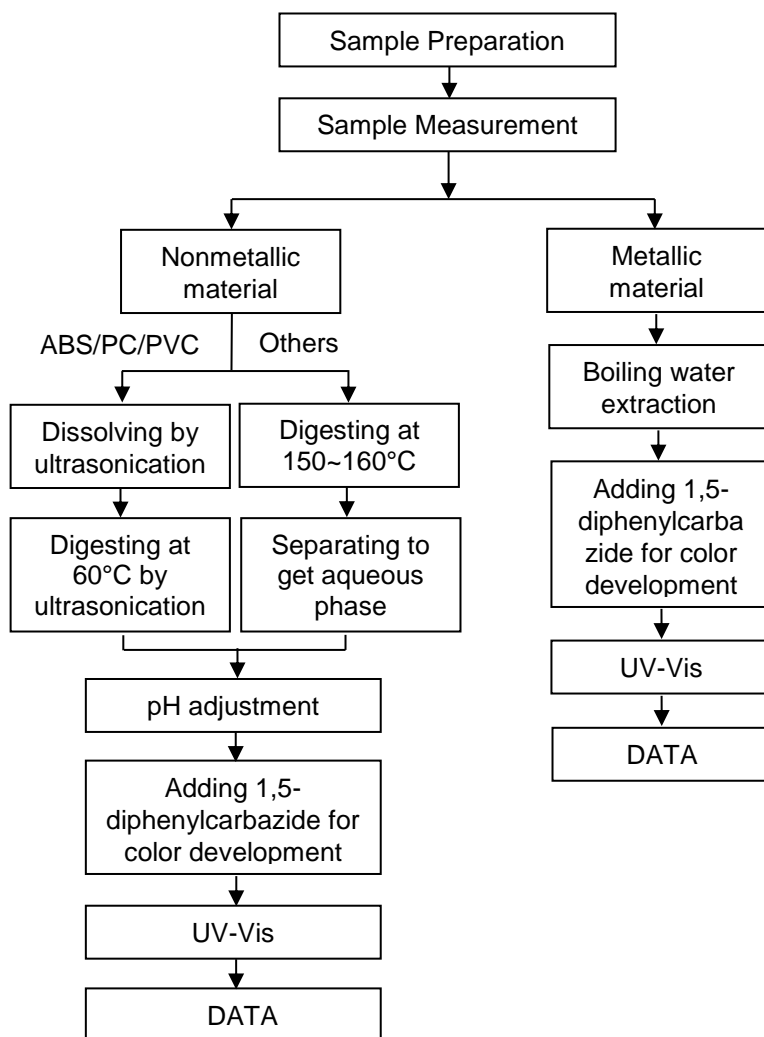 Sample Preparation
Sample Measurement
Nonmetallic
material
ABS/PC/PVC
Others
Dissolving by
ultrasonication
Digesting at
60°C by
ultrasonication
Digesting at
150~160°C
Separating to
get aqueous
phase
pH adjustment
Adding 1,5-
diphenylcarbazide for
color development
UV-Vis
DATA
Metallic
material
Boiling water
extraction
Adding 1,5-
diphenylcarba
zide for color
development
UV-Vis
DATA